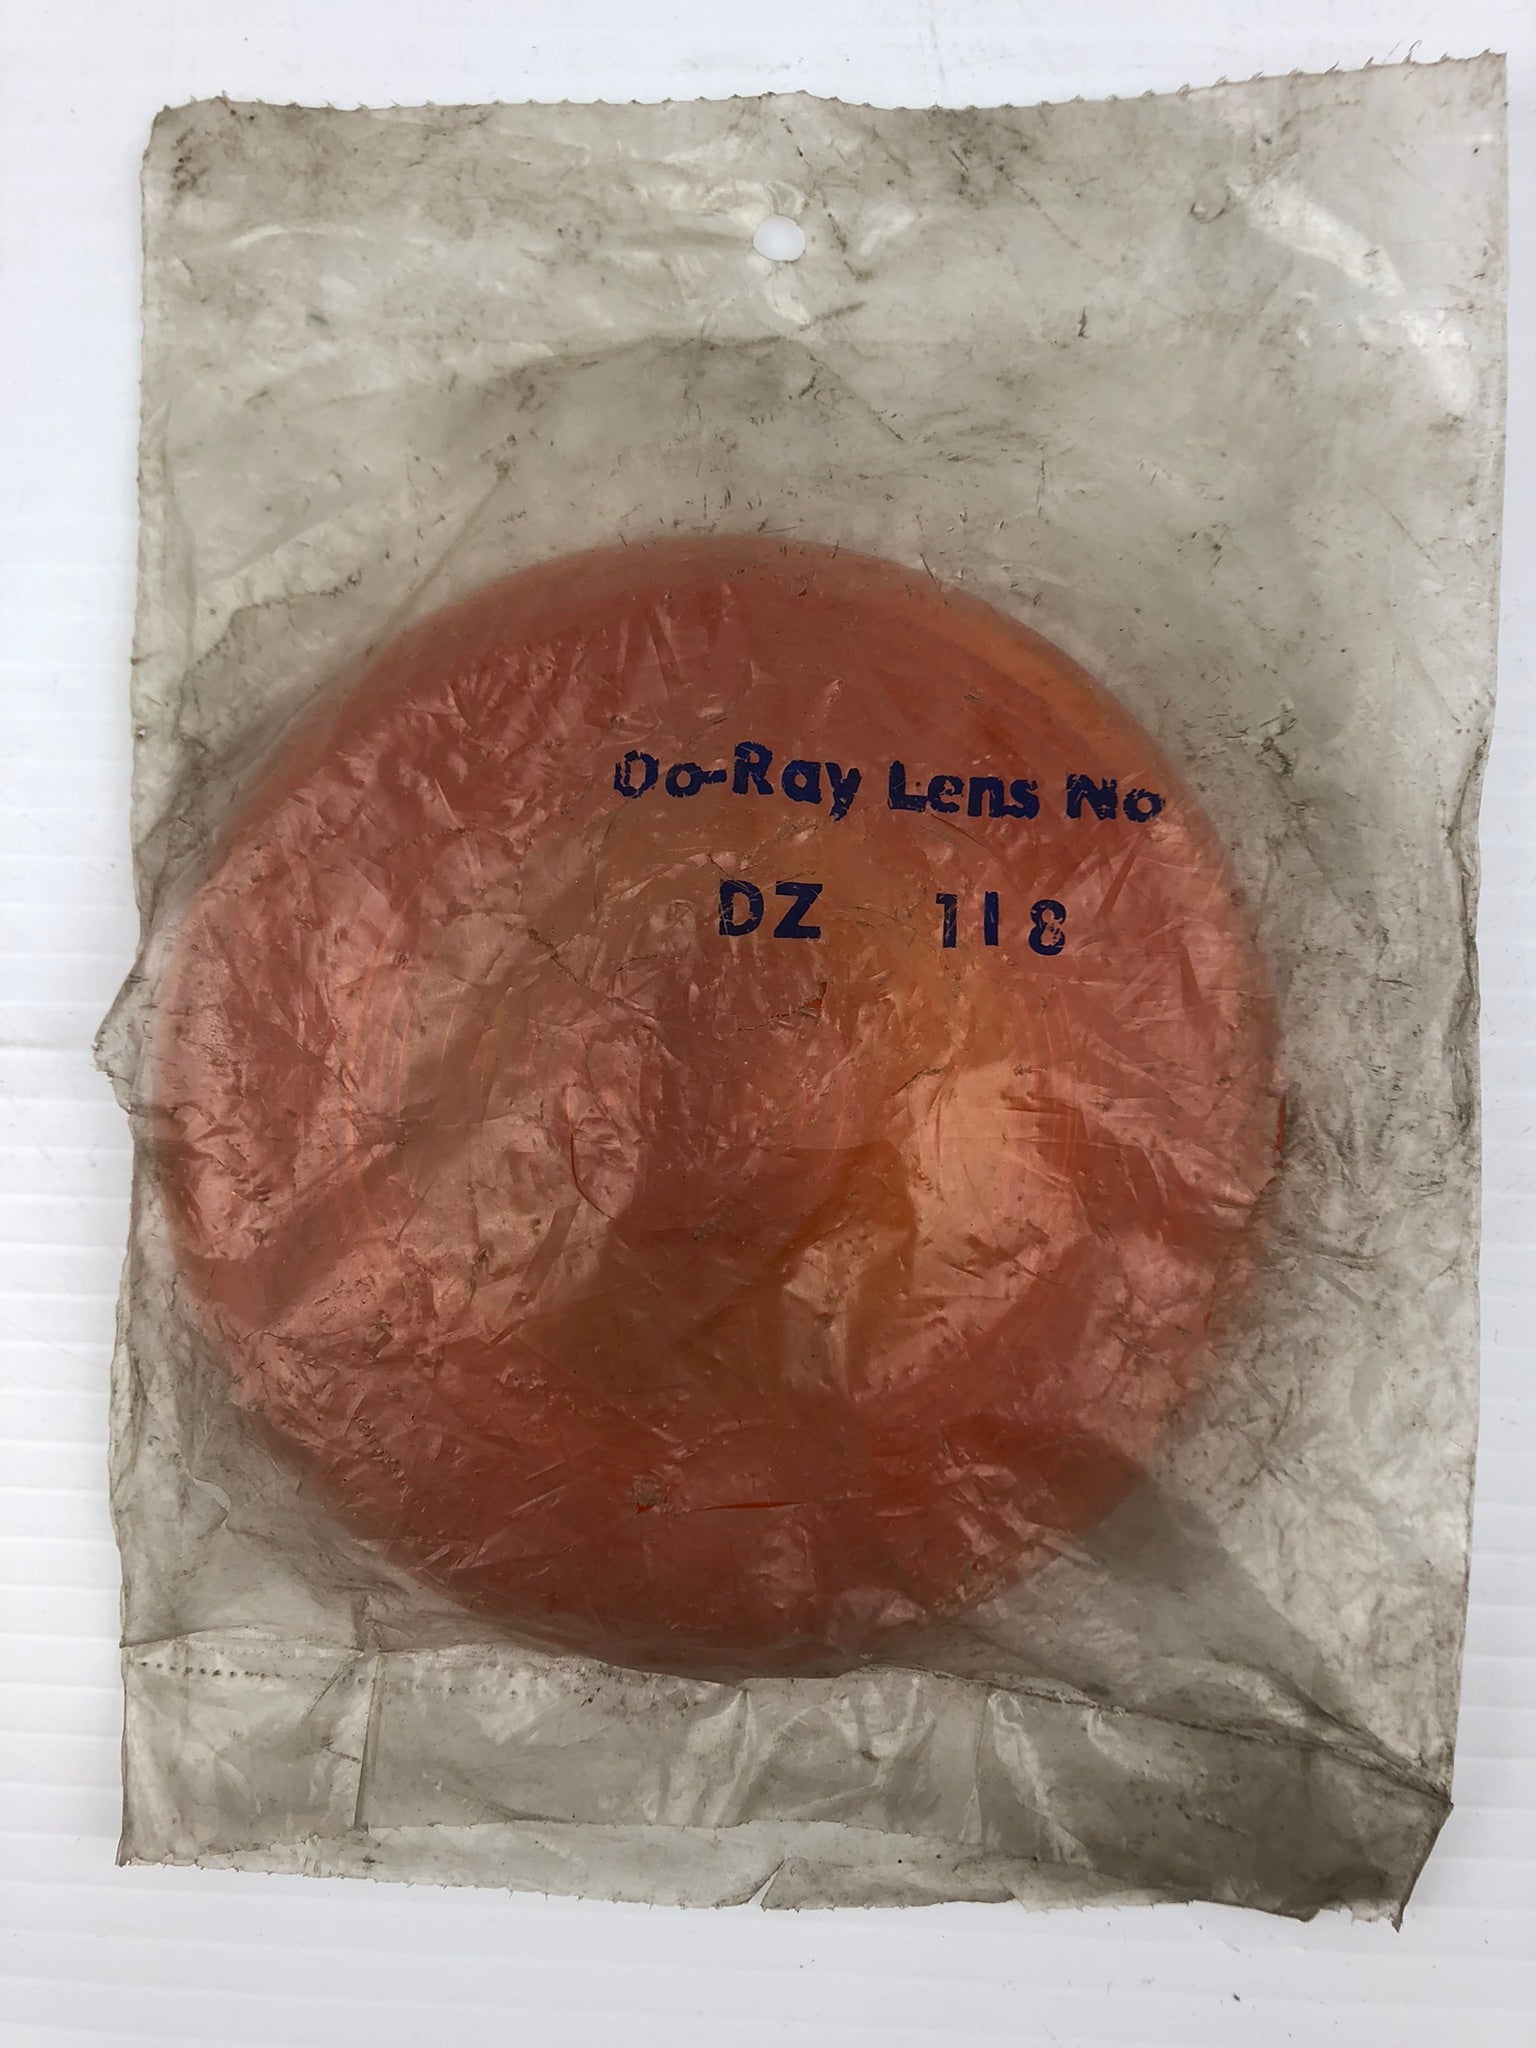 Do-Ray Lens No
DZ 118